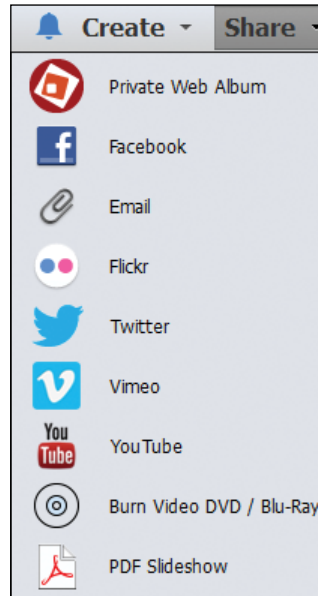 Create Share
Private Web Album
f Facebook
Email
Flickr
Twitter
v Vimeo
You
Tube YouTube
Burn Video DVD / Blu-Ray
PDF Slideshow